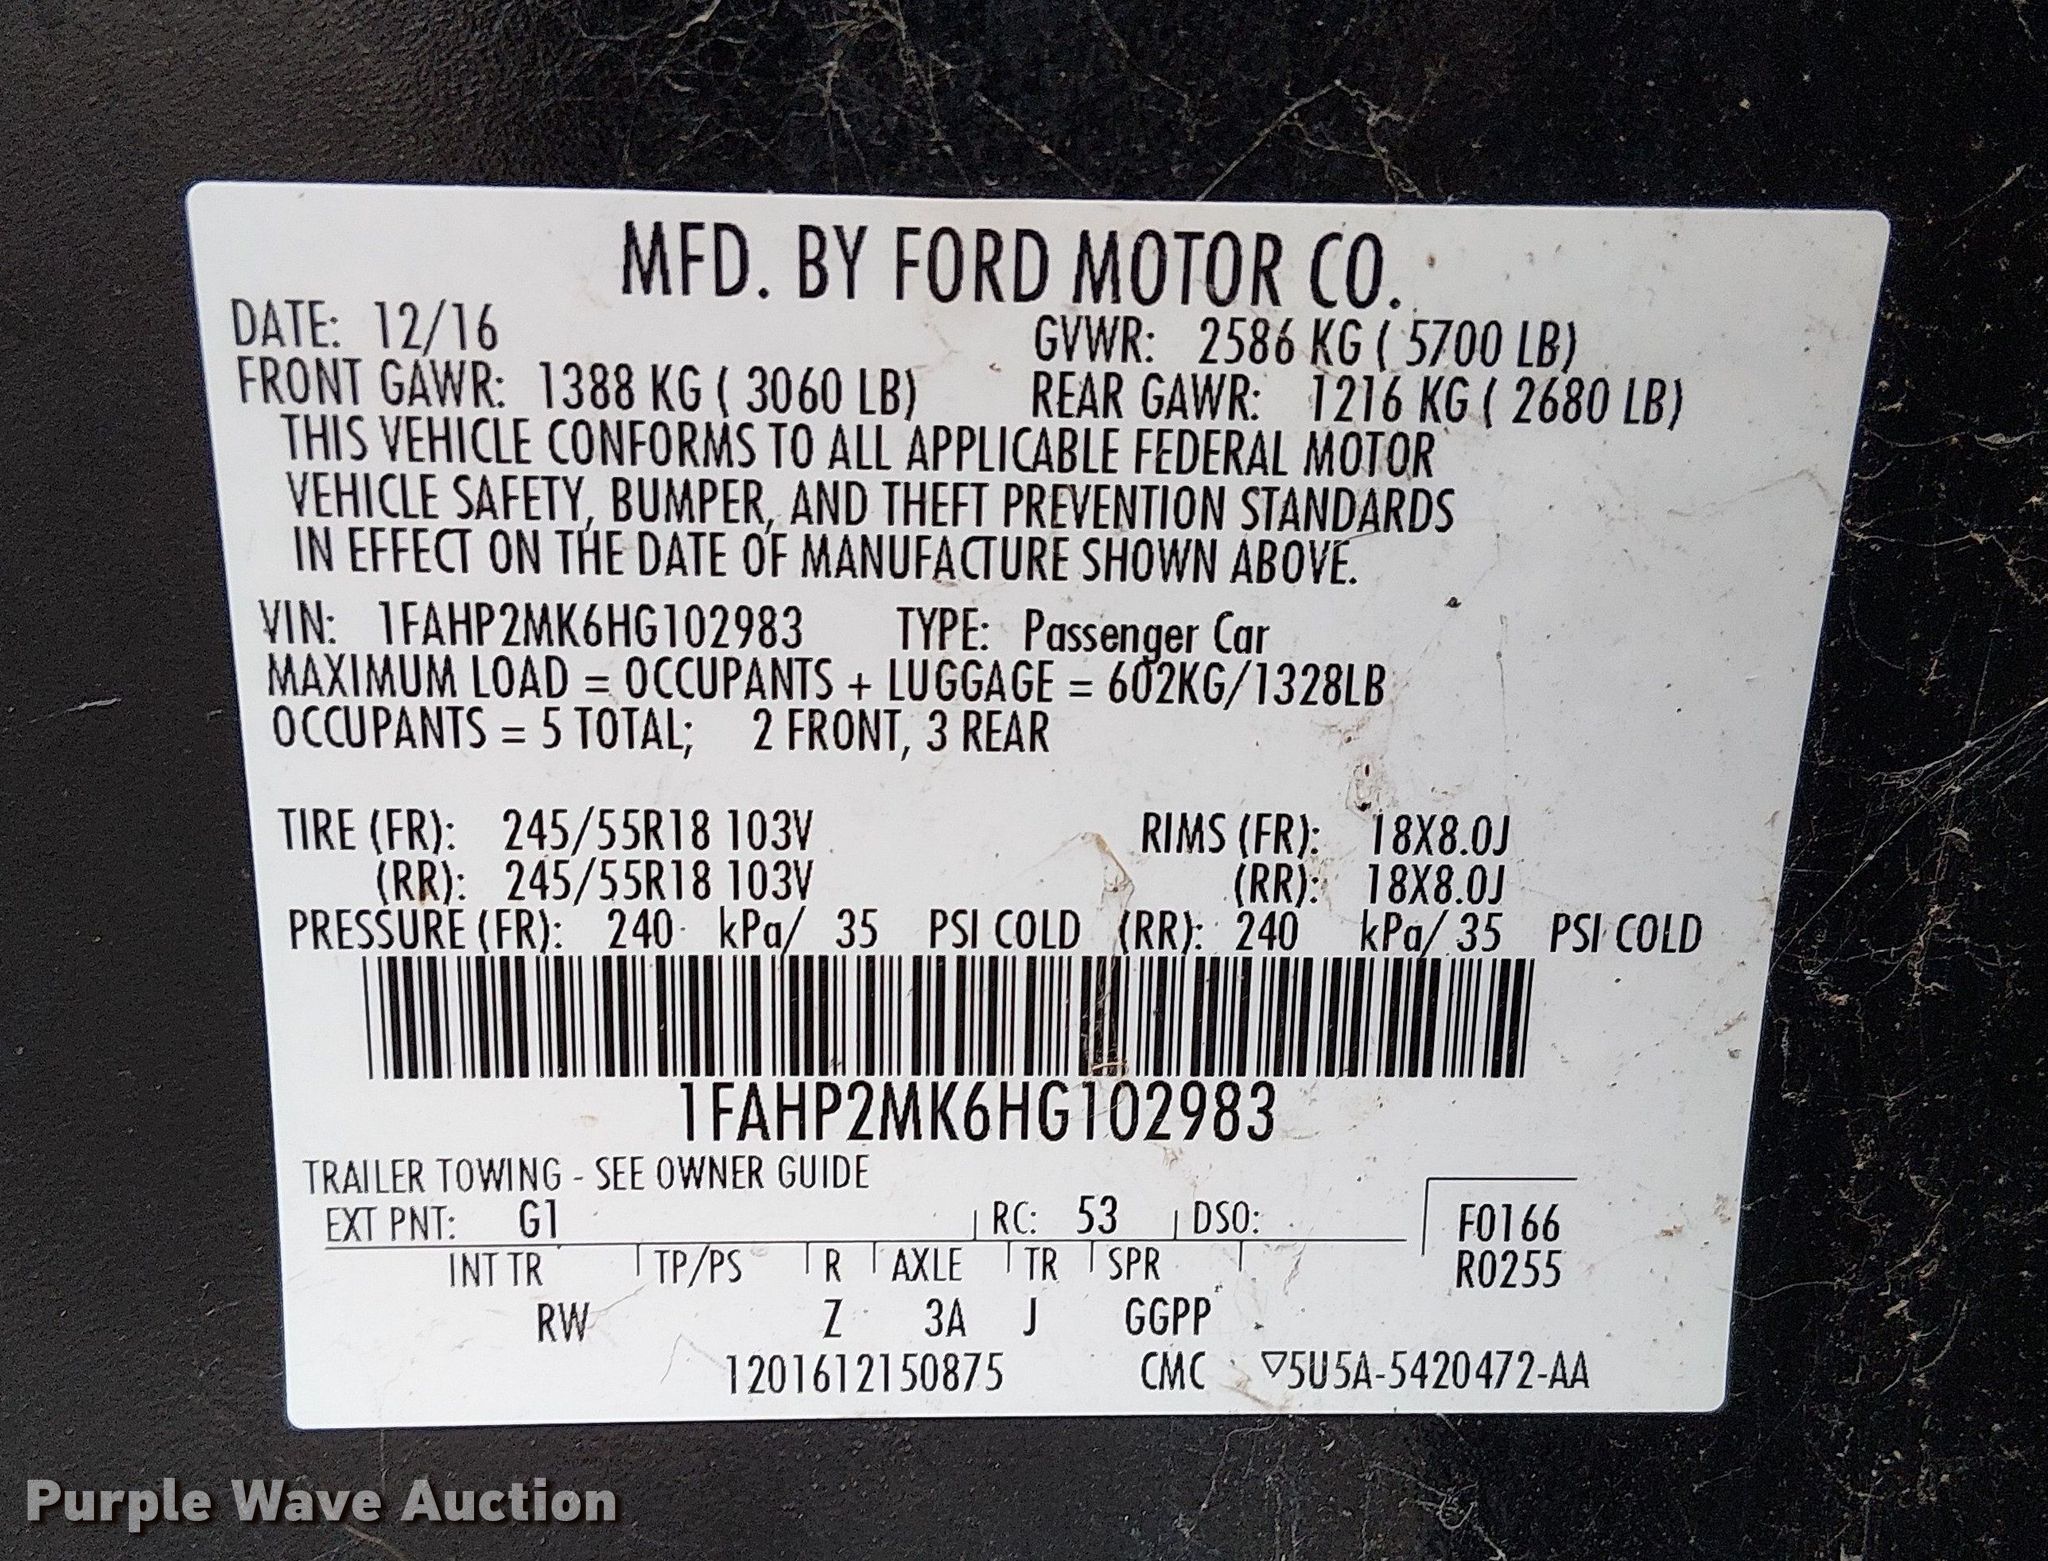 MFD. BY FORD MOTOR CO.
DATE: 12/16 GVWR: 2586 KG ( 5700 LB)
FRONT GAWR: 1388 KG ( 3060 LB) REAR GAWR: 1216 KG ( 2680 LB)
THIS VEHICLE CONFORMS TO ALL APPLICABLE FEDERAL MOTOR
VEHICLE SAFETY, BUMPER, AND THEFT PREVENTION STANDARDS
IN EFFECT ON THE DATE OF MANUFACTURE SHOWN ABOVE.
VIN: 1FAHP2MK6HG102983 TYPE: Passenger Car
MAXIMUM LOAD = OCCUPANTS + LUGGAGE = 602KG/1328LB
OCCUPANTS = 5 TOTAL; 2 FRONT, 3 REAR
TIRE (FR): 245/55R18 103V RIMS (FR): 18X8.0J
(RR): 245/55R18 103V (RR): 18X8.0J
PRESSURE (FR): 240 kPa/ 35 PSI COLD (RR): 240 kPa/ 35 PSI COLD
1FAHP2MK6HG102983
TRAILER TOWING - SEE OWNER GUIDE
EXT PNT: G1 RC: 53 DSO: F0166
INT TR TP/PS R AXLE TR SPR R0255
RW Z 3A J GGPP
1201612150875 CMC ▽5U5A-5420472-AA
Purple Wave Auction